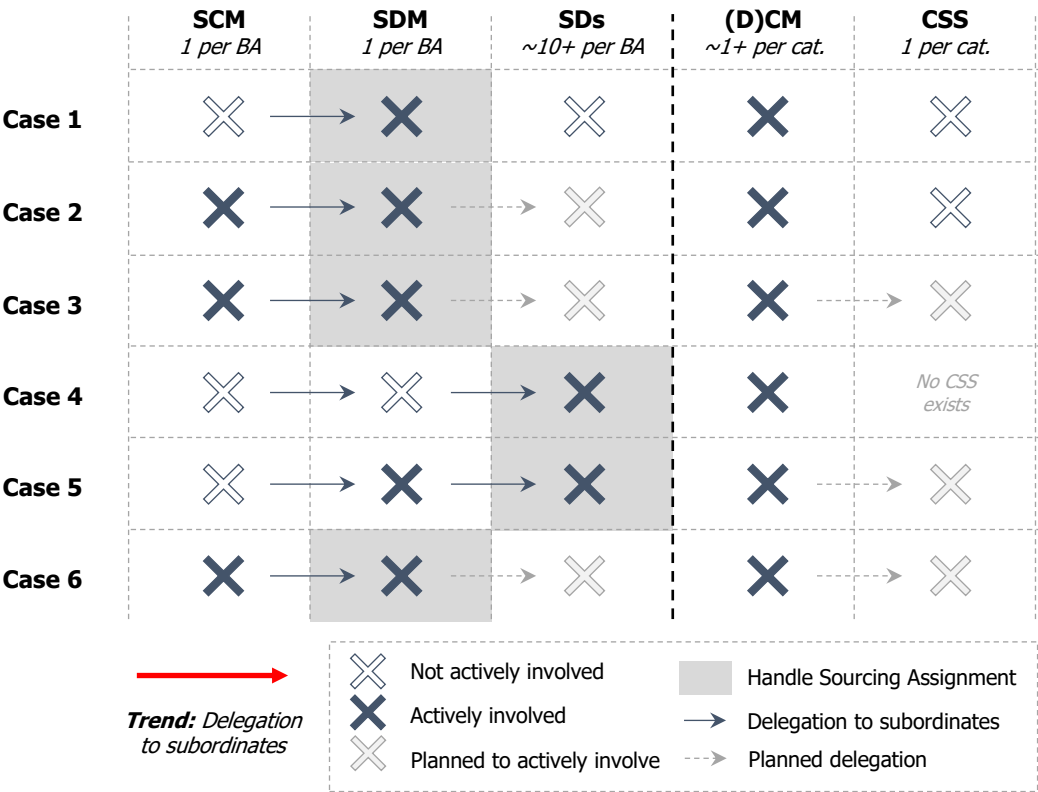 SCM
1 per BA
SDM
1 per BA
SDs
~10+ per BA
(D)CM
~1+ per cat.
CSS
1 per cat.
Case 1
Case 2
Case 3
Case 4
No CSS
exists
Case 5
Case 6
Trend: Delegation
to subordinates
Not actively involved
Actively involved
Planned to actively involve
Handle Sourcing Assignment
Delegation to subordinates
Planned delegation